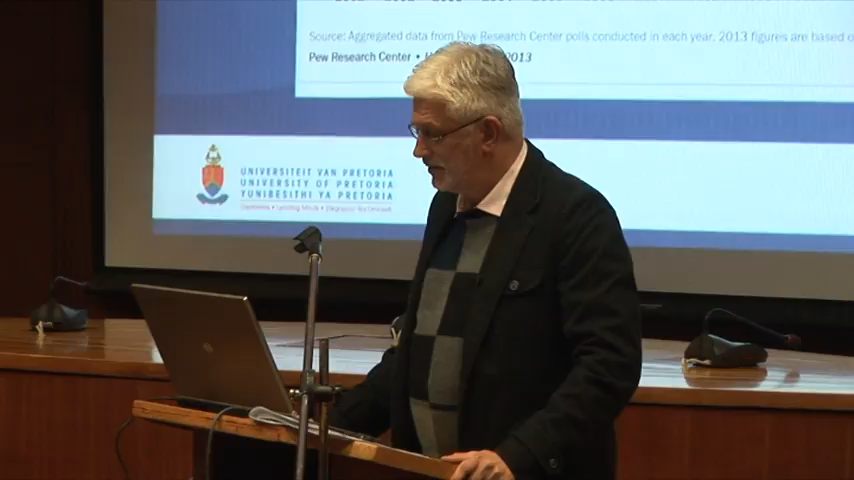 Source: Aggregated data from Pew Research Center polls conducted in each year. 2013 figures are based o
Pew Research Center • 2013
UNIVERSITEIT VAN PRETORIA
UNIVERSITY OF PRETORIA
YUNIBESITHI YA PRETORIA